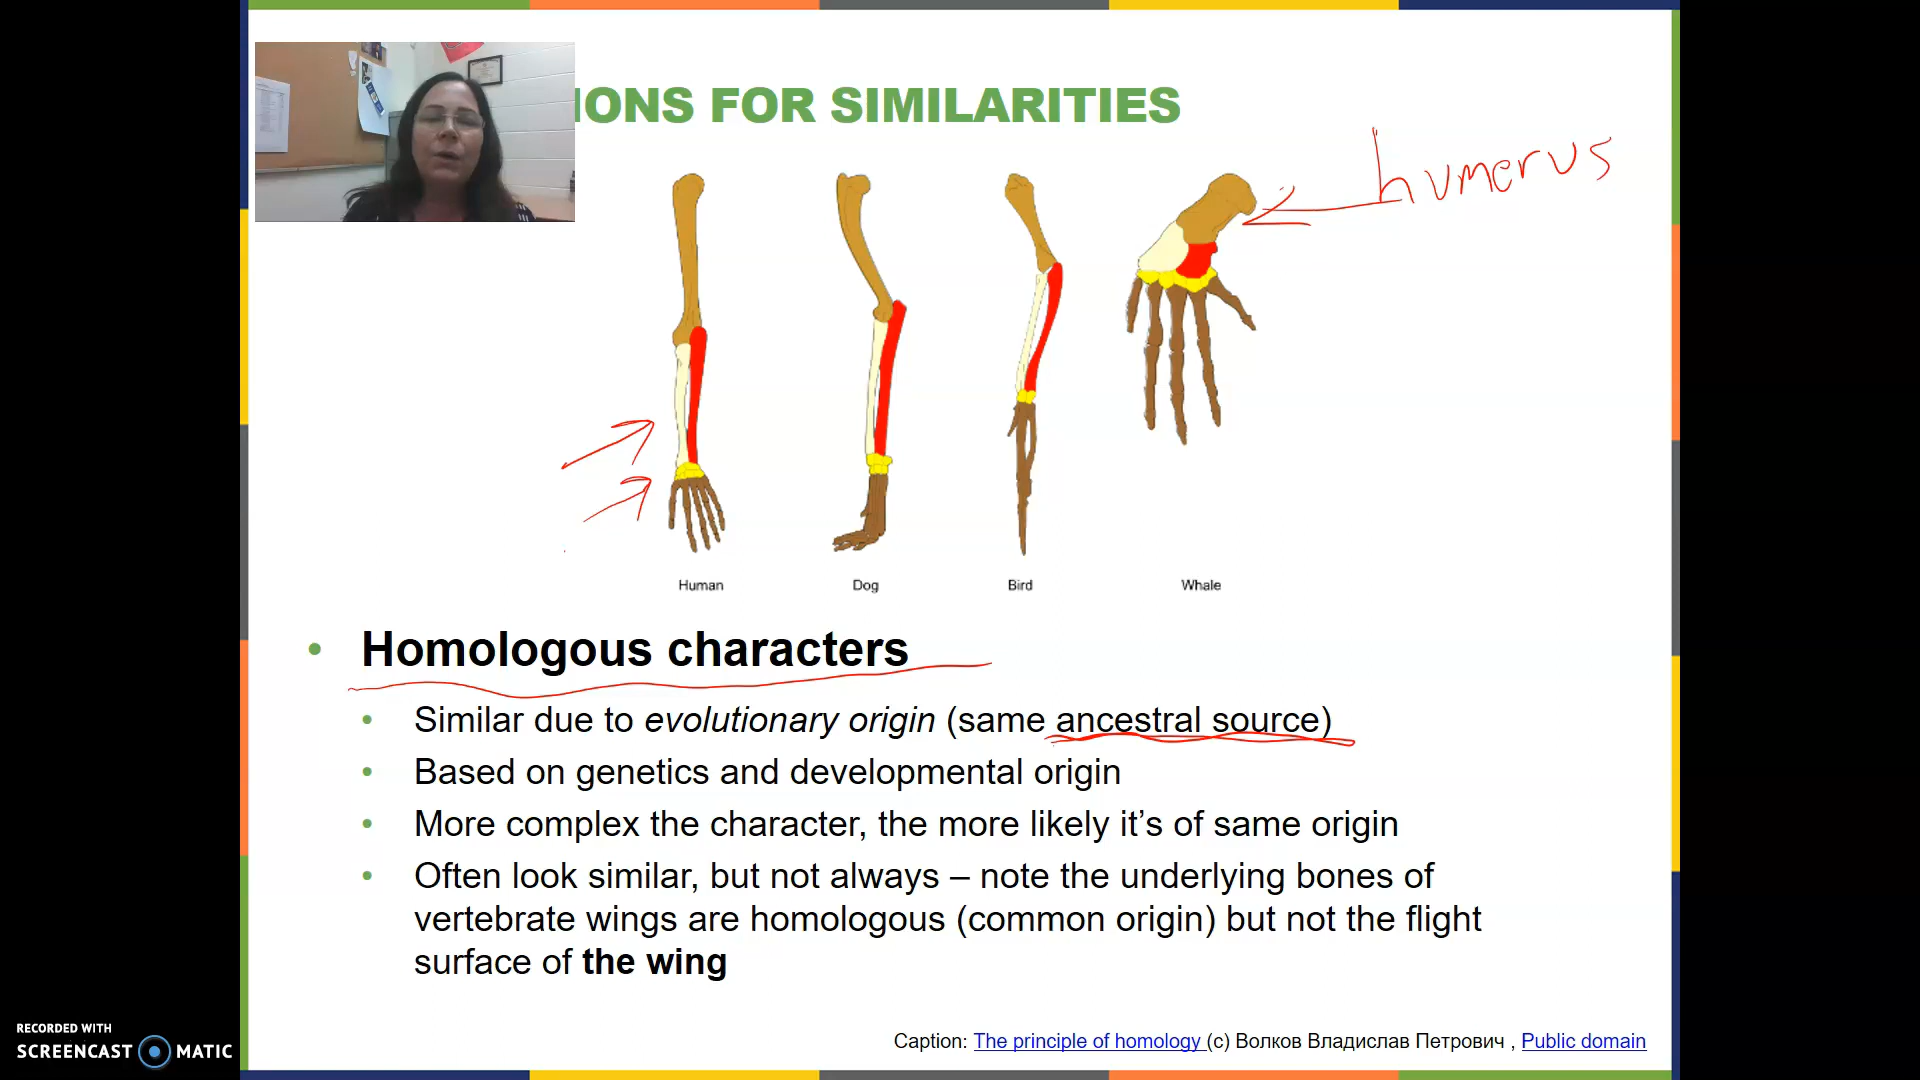 IONS FOR SIMILARITIES
humerus
Human Dog Bird Whale
• Homologous characters
• Similar due to evolutionary origin (same ancestral source)
• Based on genetics and developmental origin
• More complex the character, the more likely it’s of same origin
• Often look similar, but not always – note the underlying bones of
vertebrate wings are homologous (common origin) but not the flight
surface of the wing
Caption: The principle of homology (c) Волков Владислав Петрович , Public domain
RECORDED WITH
SCREENCAST MATIC